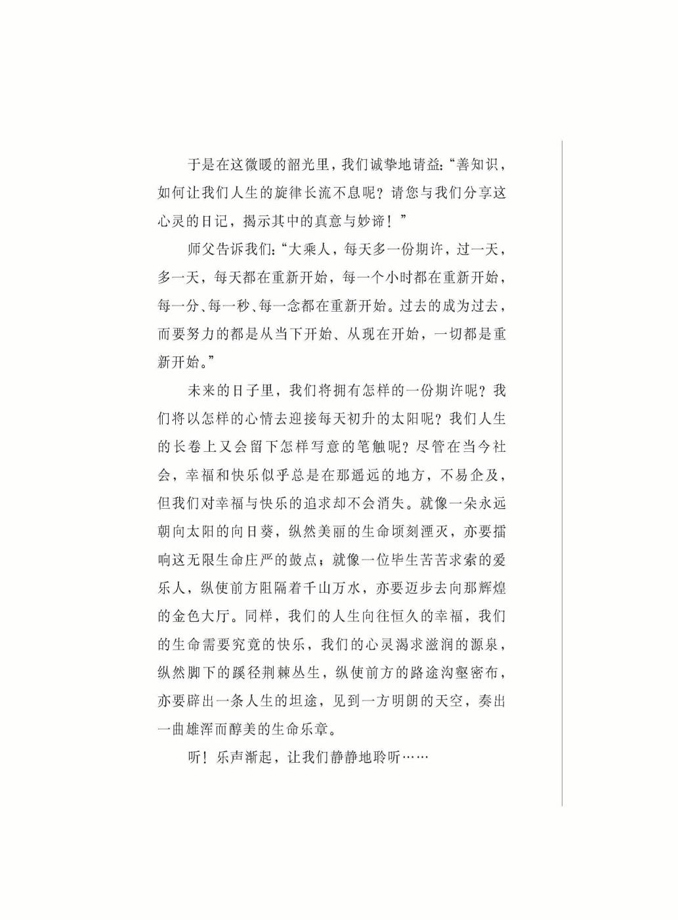 于是在这微暖的韶光里，我们诚挚地请益：“善知识，
如何让我们人生的旋律长流不息呢？请您与我们分享这
心灵的日记，揭示其中的真意与妙谛！”
师父告诉我们：“大乘人，每天多一份期许，过一天，
多一天，每天都在重新开始，每一个小时都在重新开始，
每一分、每一秒、每一念都在重新开始。过去的成为过去，
而要努力的都是从当下开始、从现在开始，一切都是重
新开始。”
未来的日子里，我们将拥有怎样的一份期许呢？我
们将以怎样的心情去迎接每天初升的太阳呢？我们人生
的长卷上又会留下怎样写意的笔触呢？尽管在当今社
会，幸福和快乐似乎总是在那遥远的地方，不易企及，
但我们对幸福与快乐的追求却不会消失。就像一朵永远
朝向太阳的向日葵，纵然美丽的生命顷刻湮灭，亦要擂
响这无限生命庄严的鼓点；就像一位毕生苦苦求索的爱
乐人，纵使前方阻隔着千山万水，亦要迈步去向那辉煌
的金色大厅。同样，我们的人生向往恒久的幸福，我们
的生命需要究竟的快乐，我们的心灵渴求滋润的源泉，
纵然脚下的蹊径荆棘丛生，纵使前方的路途沟壑密布，
亦要辟出一条人生的坦途，见到一方明朗的天空，奏出
一曲雄浑而醇美的生命乐章。
听！乐声渐起，让我们静静地聆听……